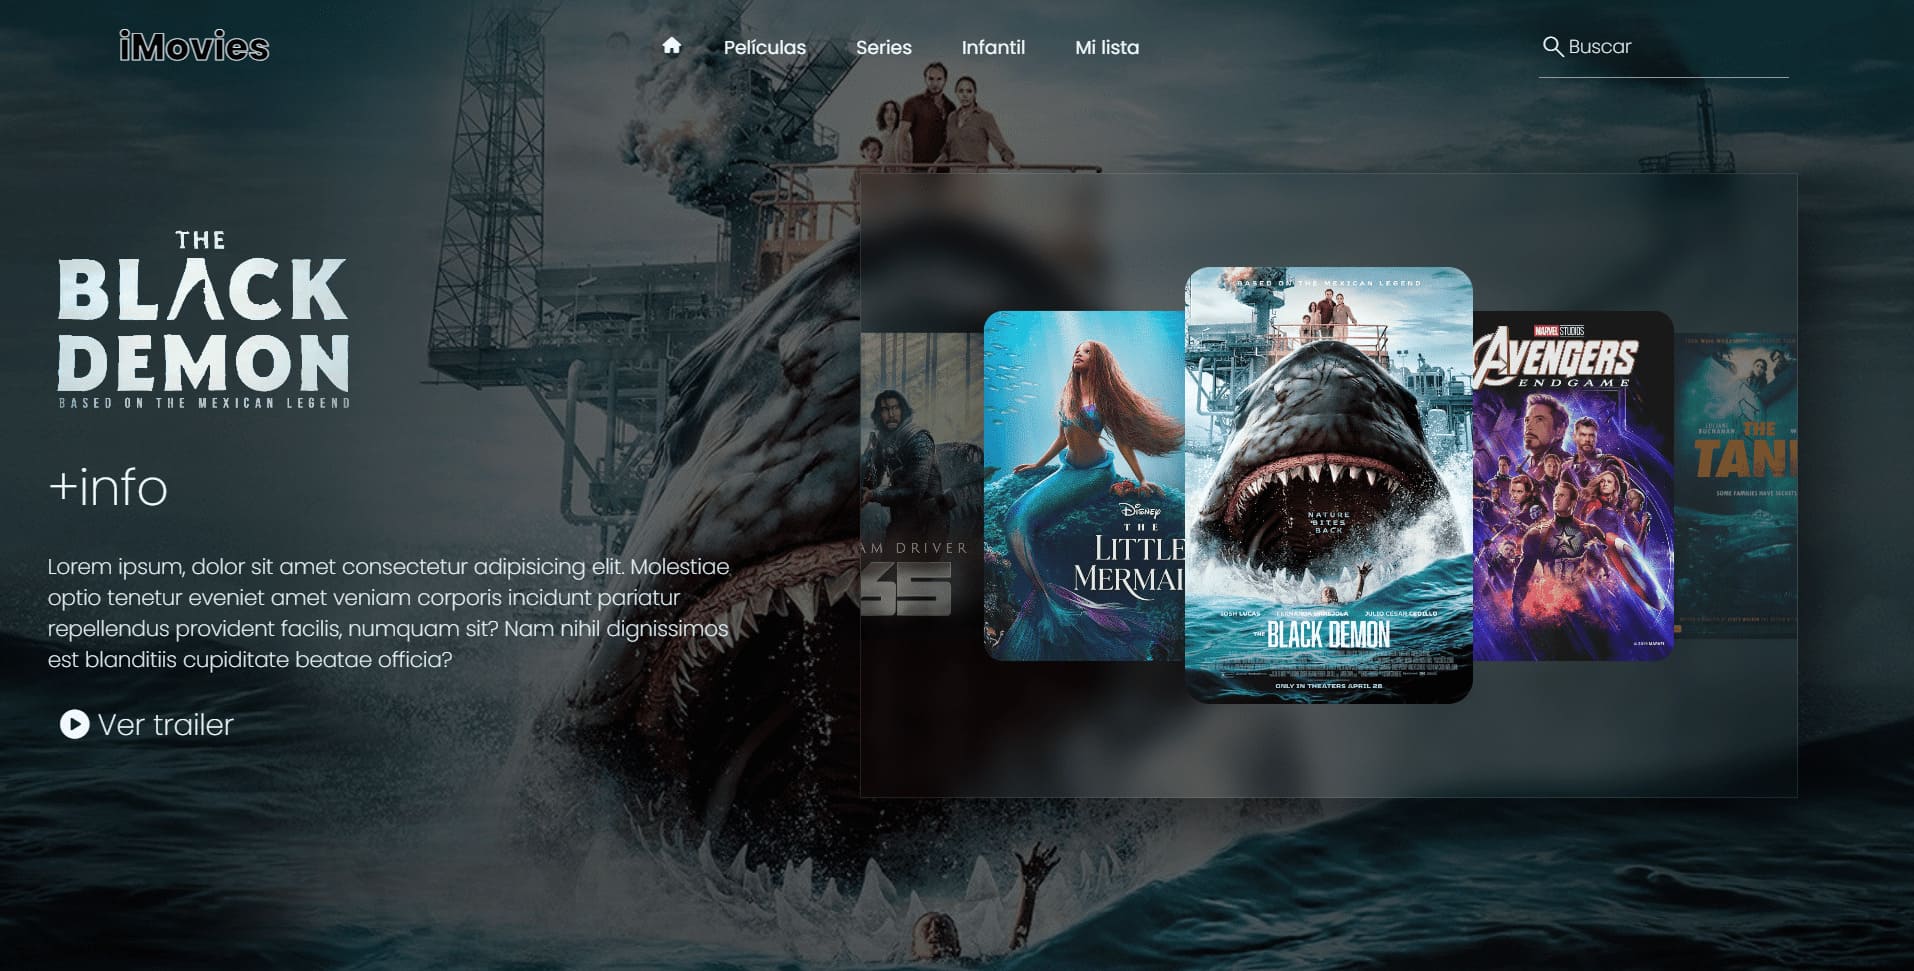 iMovies
Películas
Series
Infantil
Mi lista
Buscar
THE
BLACK
DEMON
BASED ON THE MEXICAN LEGEND
+info
Lorem ipsum, dolor sit amet consectetur adipisicing elit. Molestiae
optio tenetur eveniet amet veniam corporis incidunt pariatur
repellendus provident facilis, numquam sit? Nam nihil dignissimos
est blanditiis cupiditate beatae officia?
Ver trailer
AM DRIVER
65
Disney
THE
LITTLE
MERMAI
BASED ON THE MEXICAN LEGEND
NATURE
BITES
BACK
JOSH LUCAS FERNANDA URREJOLA JULIO CÉSAR CEDILLO
THE BLACK DEMON
ONLY IN THEATERS APRIL 28
MARVEL STUDIOS
AVENGERS
ENDGAME
THE
TAN
SOME FAMILIES HAVE SECRETS